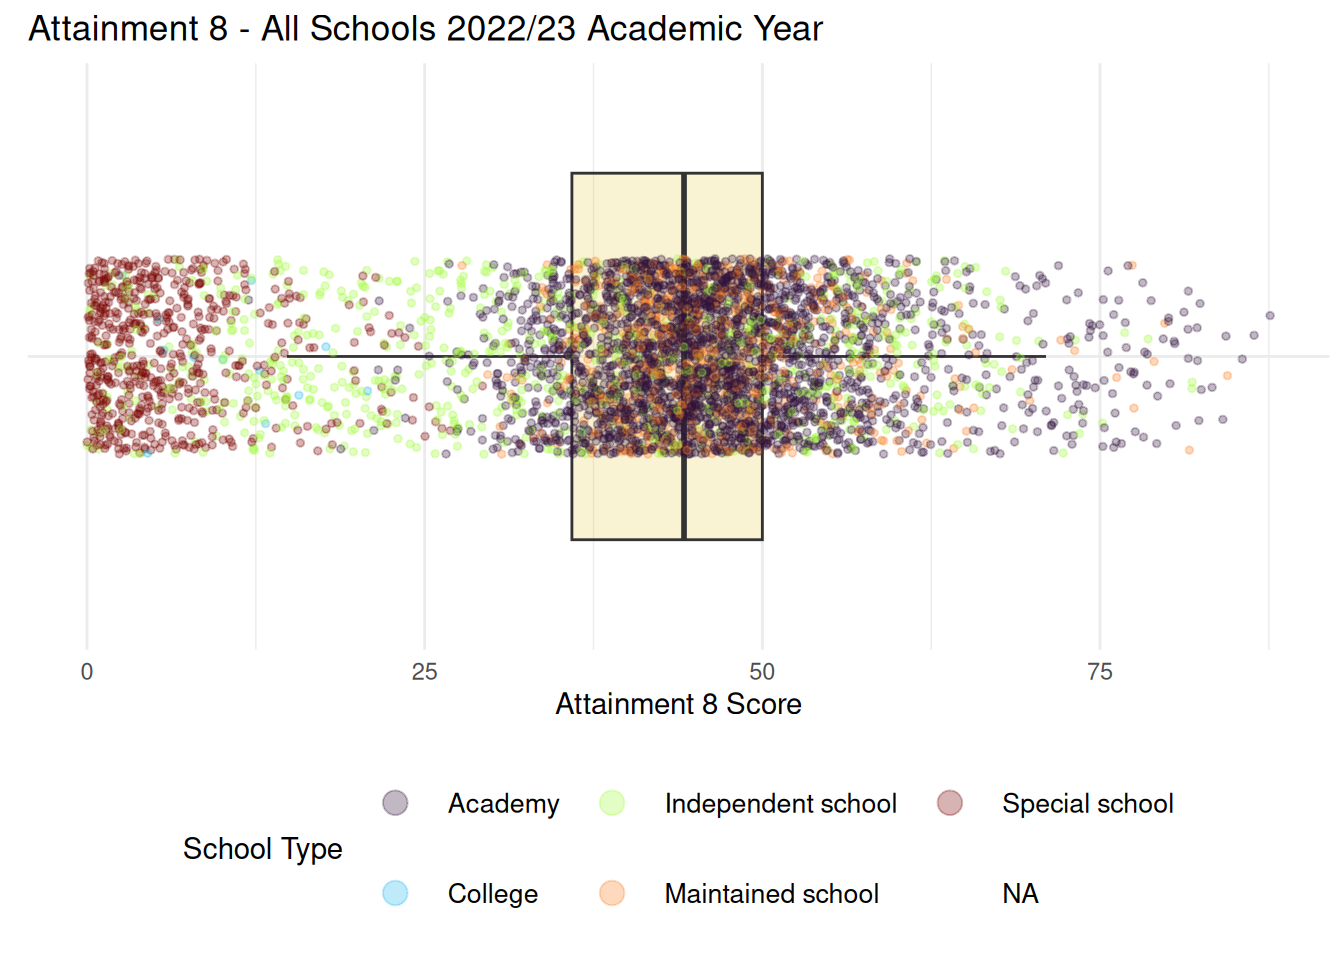 Attainment 8 - All Schools 2022/23 Academic Year
0 25 50 75
Attainment 8 Score
School Type
Academy Independent school Special school
College Maintained school NA